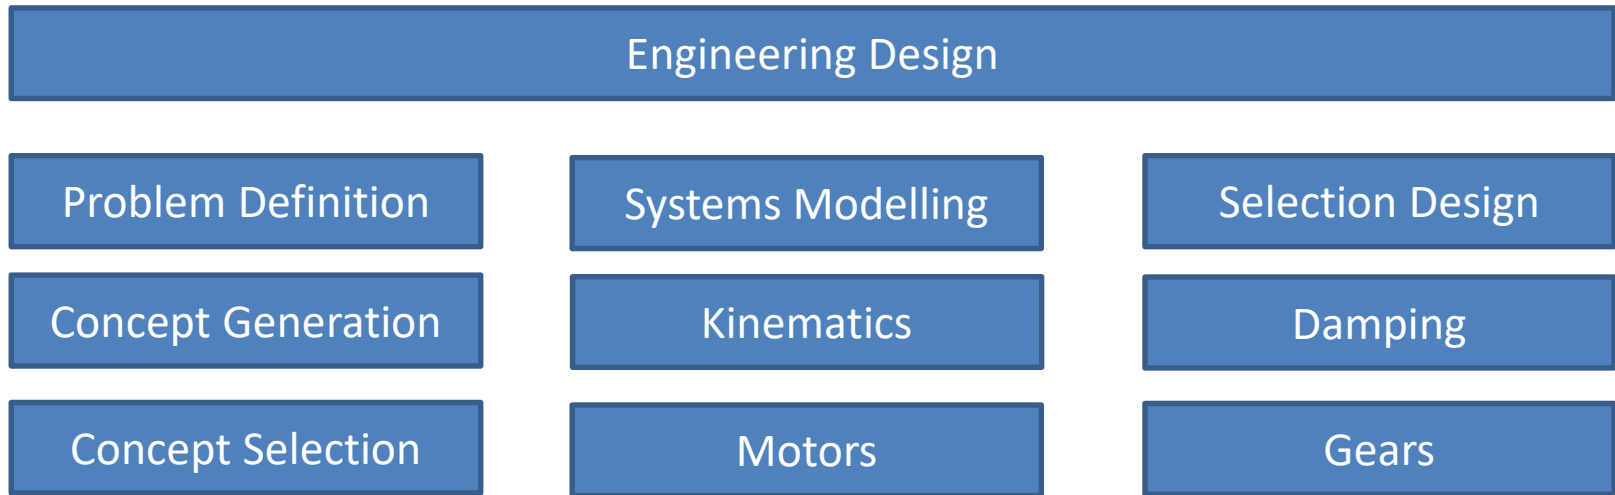 Engineering Design
Problem Definition
Systems Modelling
Selection Design
Concept Generation
Kinematics
Damping
Concept Selection
Motors
Gears